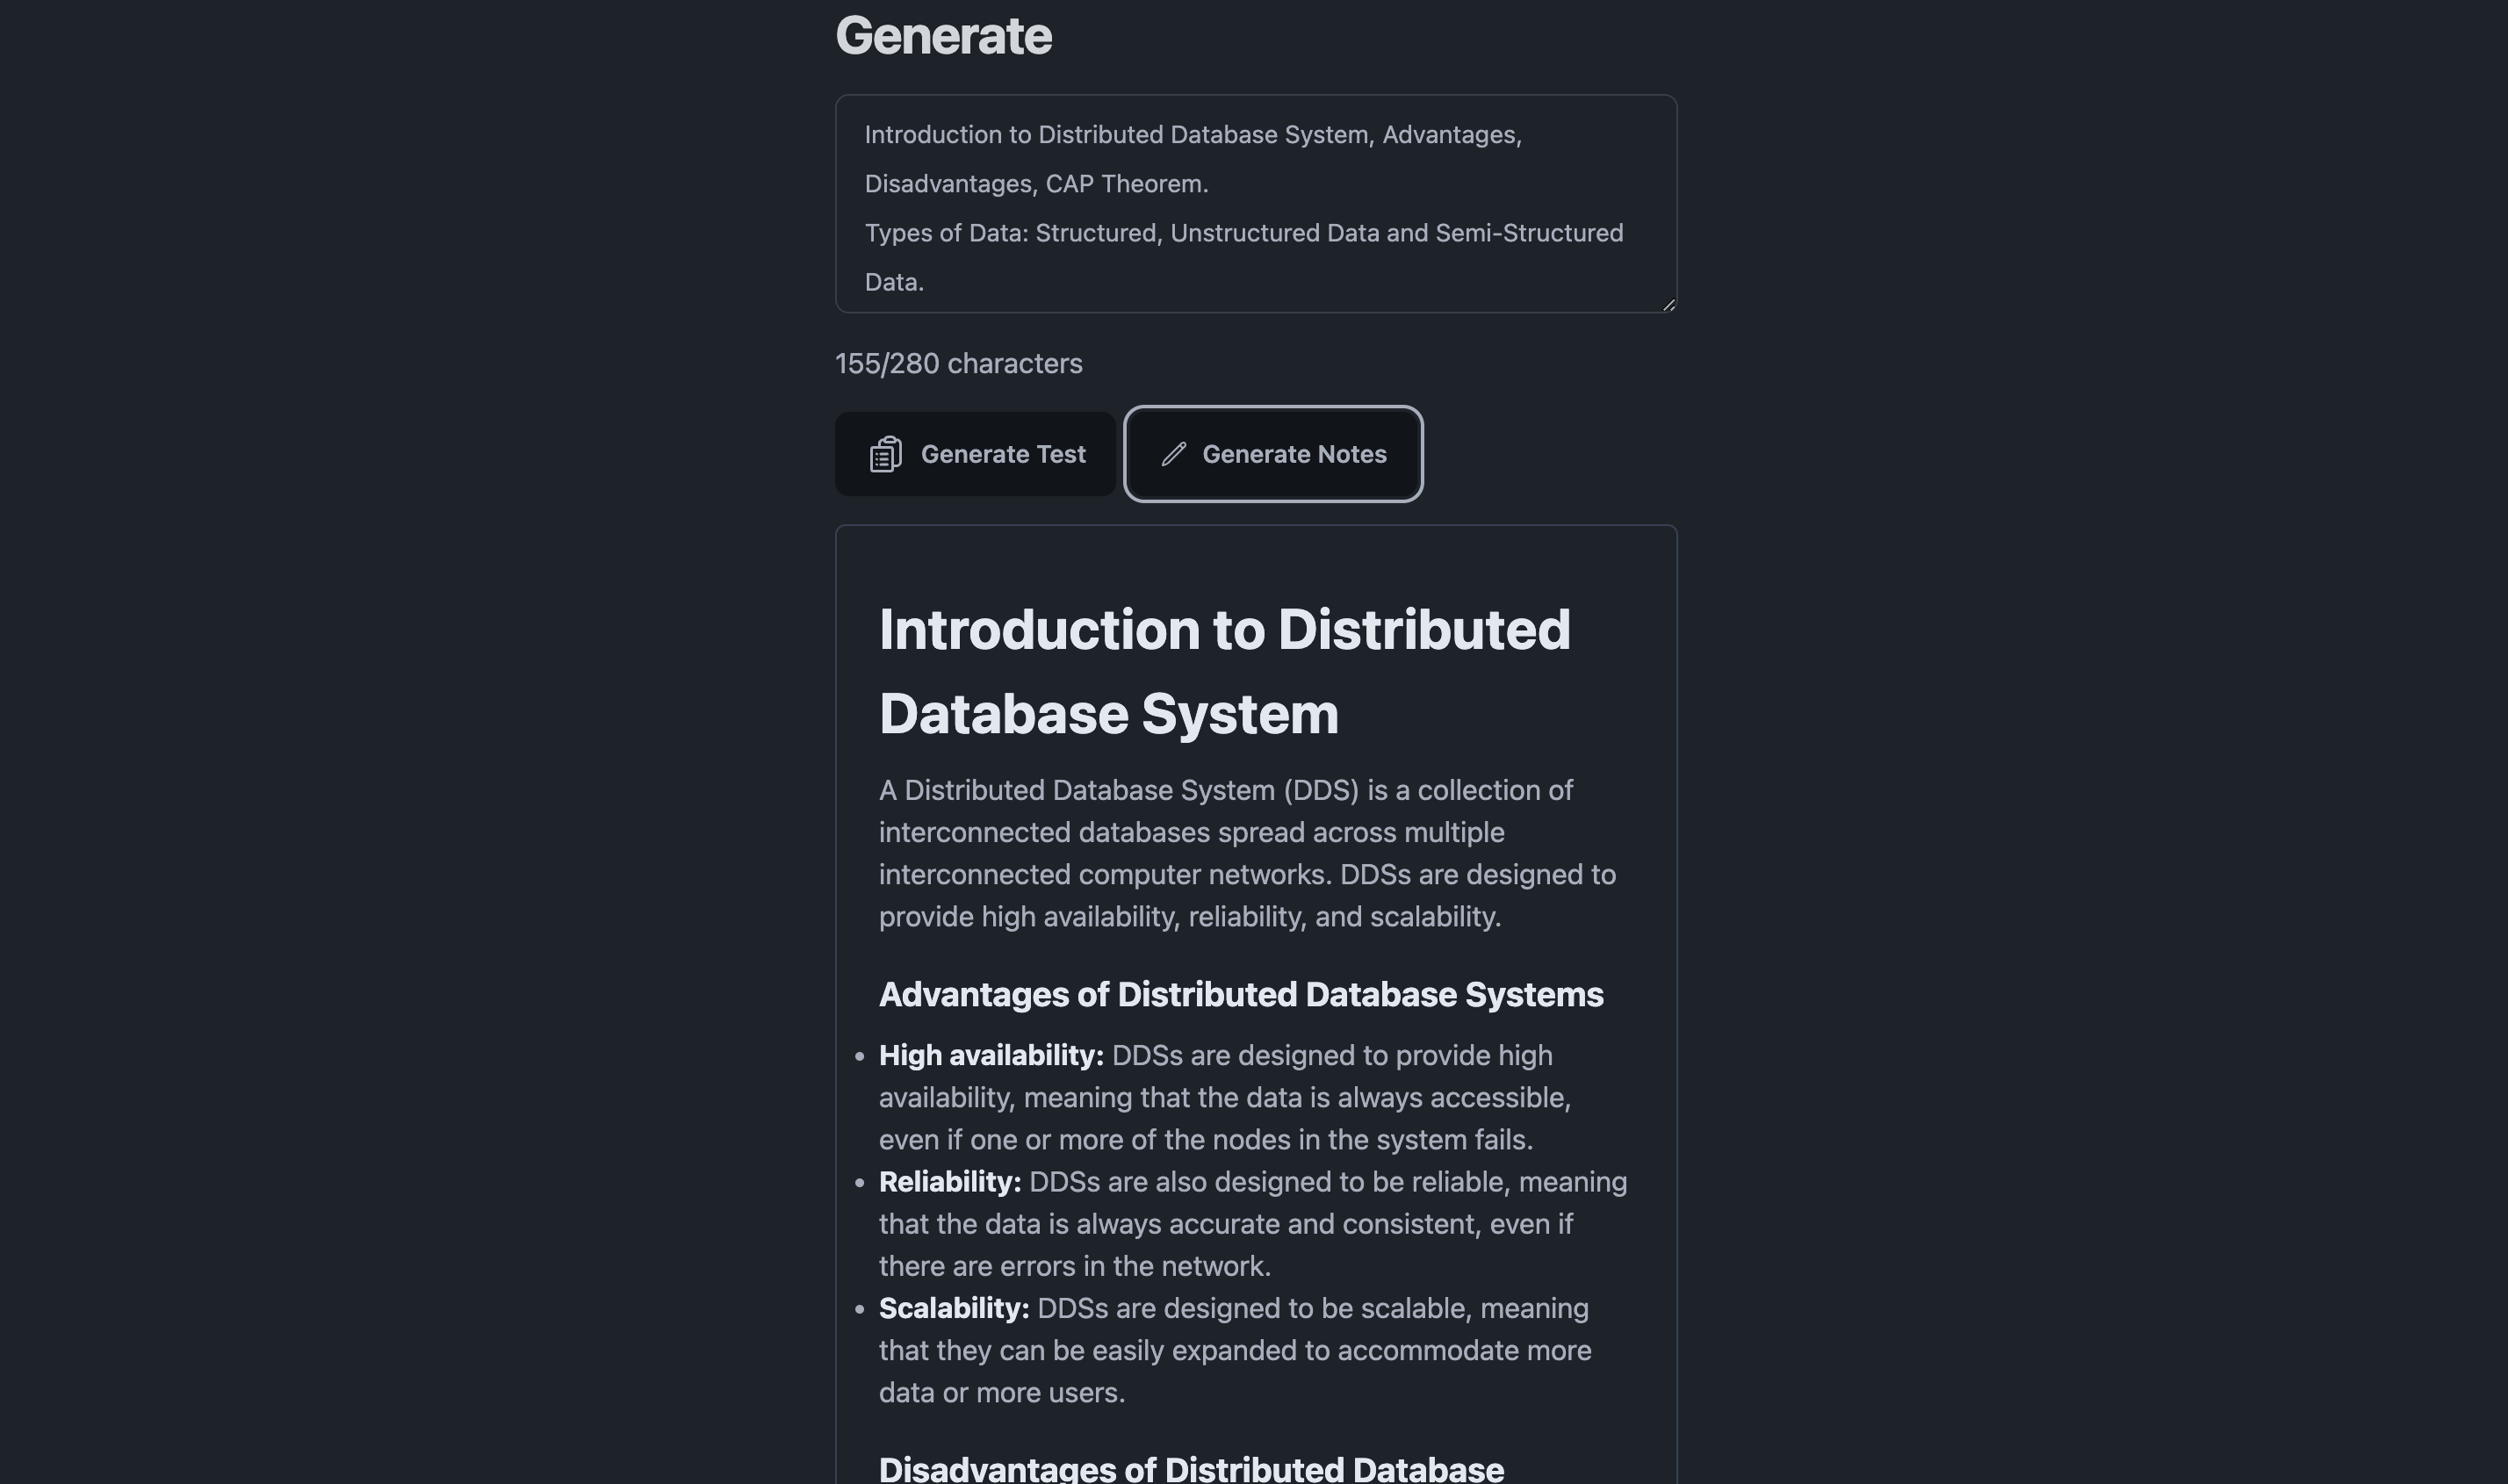 Generate
Introduction to Distributed Database System, Advantages,
Disadvantages, CAP Theorem.
Types of Data: Structured, Unstructured Data and Semi-Structured
Data.
155/280 characters
Generate Test
Generate Notes
Introduction to Distributed
Database System
A Distributed Database System (DDS) is a collection of
interconnected databases spread across multiple
interconnected computer networks. DDSs are designed to
provide high availability, reliability, and scalability.
Advantages of Distributed Database Systems
• High availability: DDSs are designed to provide high
availability, meaning that the data is always accessible,
even if one or more of the nodes in the system fails.
• Reliability: DDSs are also designed to be reliable, meaning
that the data is always accurate and consistent, even if
there are errors in the network.
• Scalability: DDSs are designed to be scalable, meaning
that they can be easily expanded to accommodate more
data or more users.
Disadvantages of Distributed Database